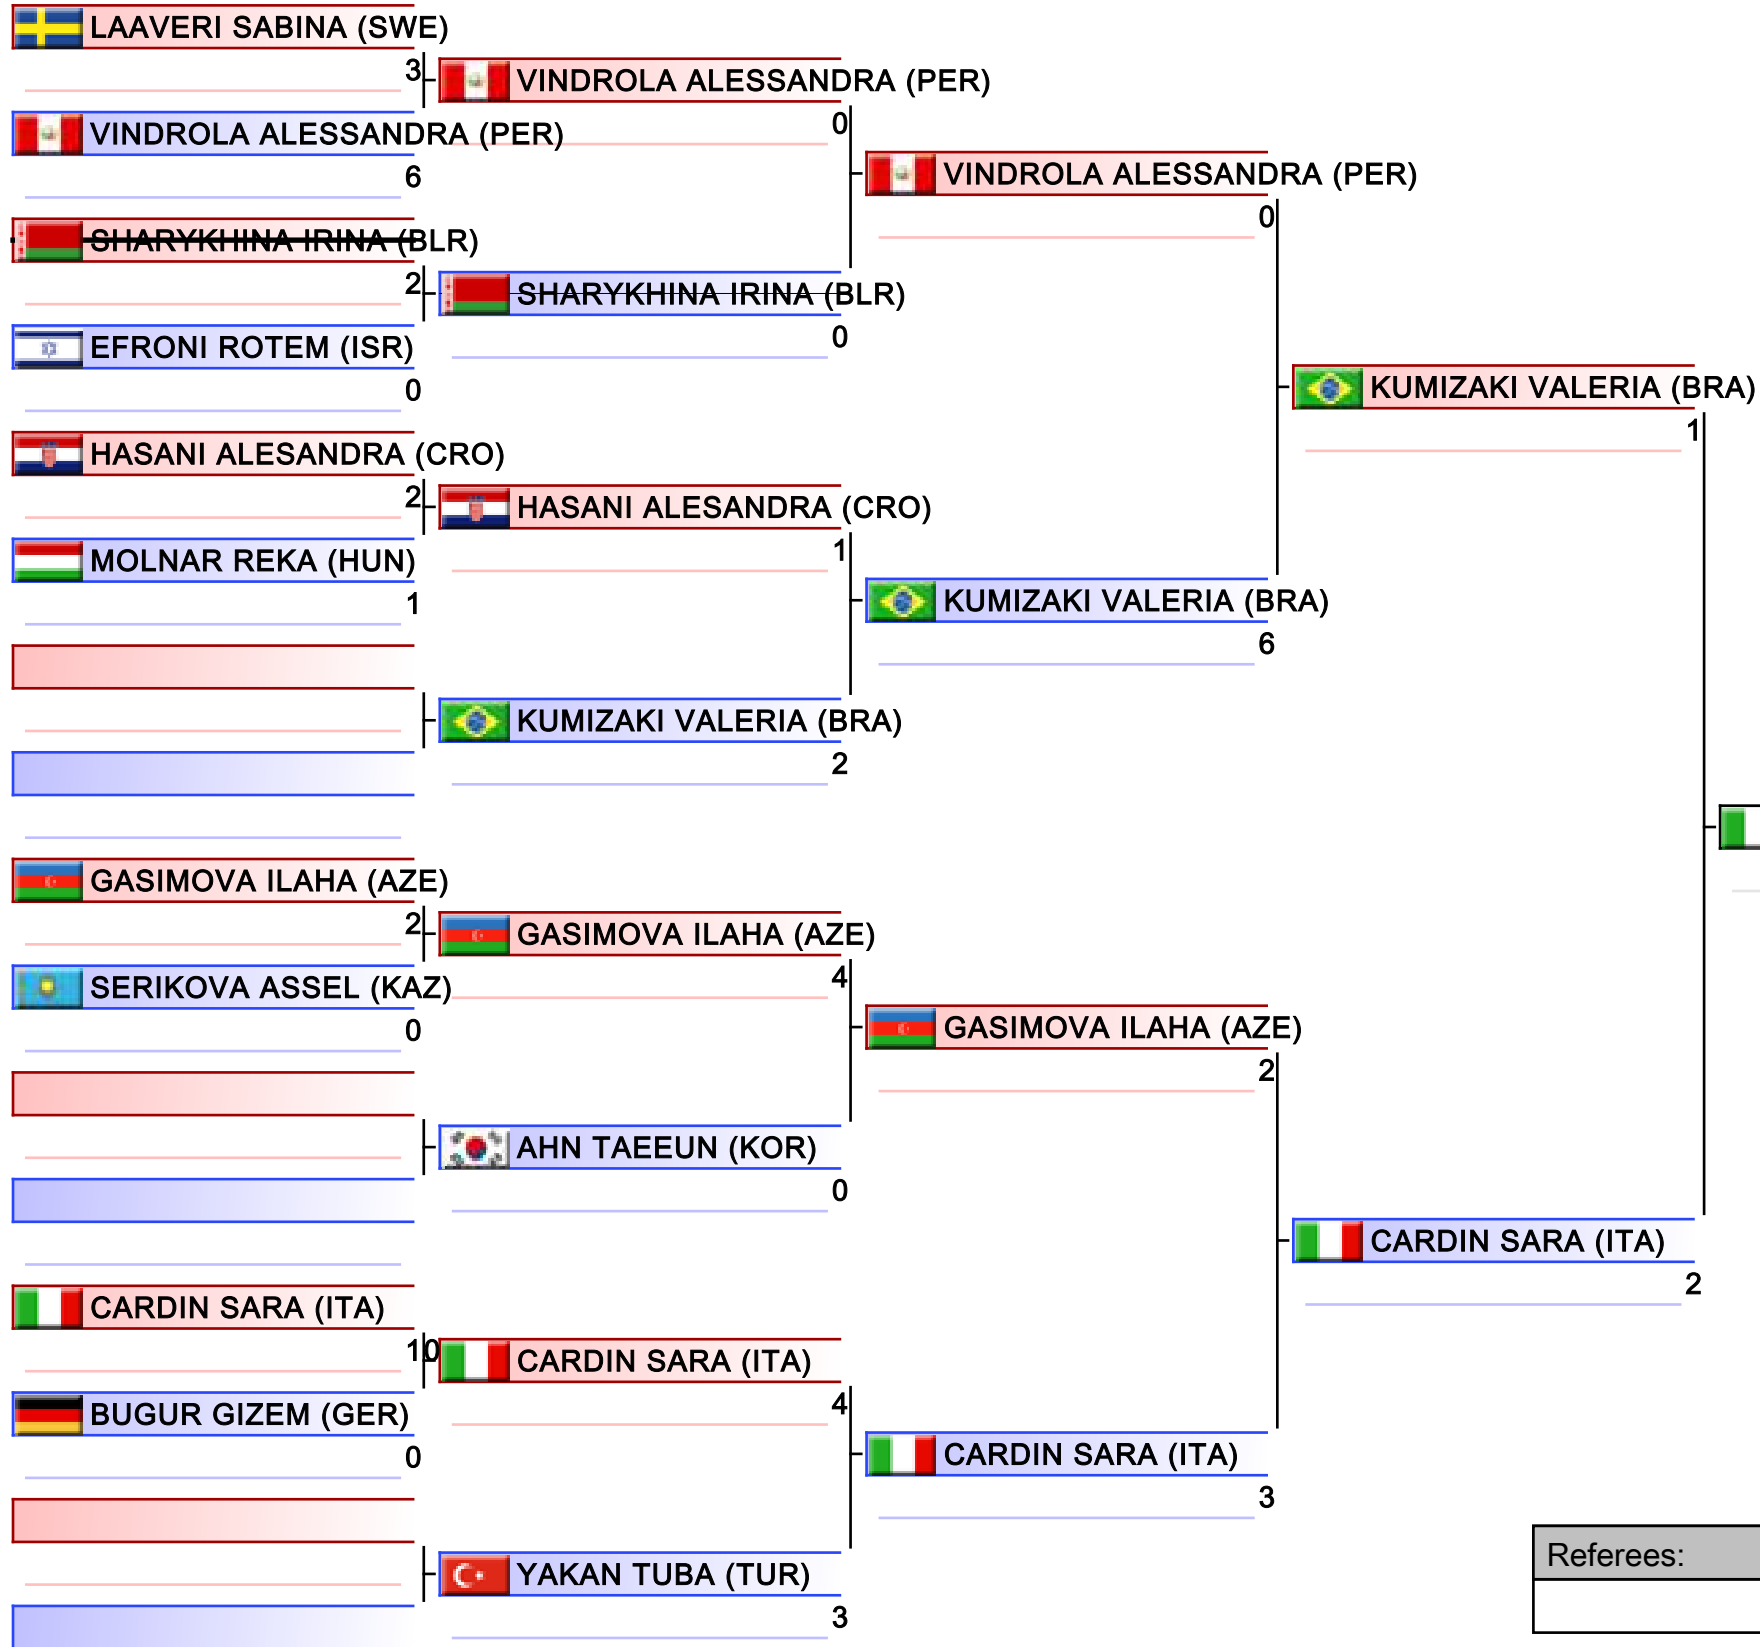 LAAVERI SABINA (SWE)
3
VINDROLA ALESSANDRA (PER)
VINDROLA ALESSANDRA (PER)
0
6
VINDROLA ALESSANDRA (PER)
0
SHARYKHINA IRINA (BLR)
2
SHARYKHINA IRINA (BLR)
0
EFRONI ROTEM (ISR)
0
KUMIZAKI VALERIA (BRA)
1
HASANI ALESANDRA (CRO)
2
HASANI ALESANDRA (CRO)
1
MOLNAR REKA (HUN)
1
KUMIZAKI VALERIA (BRA)
6
KUMIZAKI VALERIA (BRA)
2
GASIMOVA ILAHA (AZE)
2
GASIMOVA ILAHA (AZE)
4
SERIKOVA ASSEL (KAZ)
0
GASIMOVA ILAHA (AZE)
2
AHN TAEEUN (KOR)
0
CARDIN SARA (ITA)
2
CARDIN SARA (ITA)
10
CARDIN SARA (ITA)
4
BUGUR GIZEM (GER)
0
CARDIN SARA (ITA)
3
YAKAN TUBA (TUR)
3
Referees: